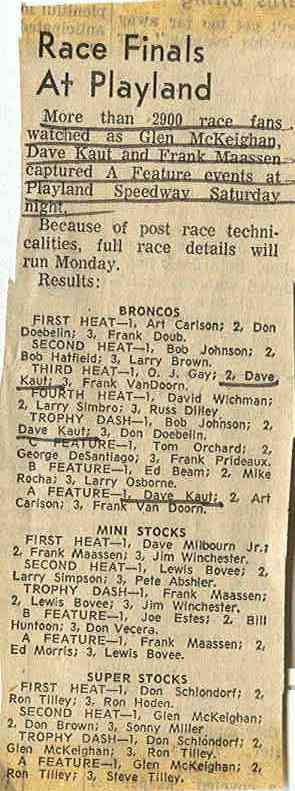 Race Finals
At Playland
More than 2900 race fans
watched as Glen McKeighan,
Dave Kaut and Frank Maassen
captured A Feature events at
Playland Speedway Saturday
night.
Because of post race techni-
calities, full race details will
run Monday.
Results:
BRONCOS
FIRST HEAT—1, Art Carlson; 2, Don
Doebelin; 3, Frank Doub.
SECOND HEAT—1, Bob Johnson; 2,
Bob Hatfield; 3, Larry Brown.
THIRD HEAT—1, O. J. Gay; 2, Dave
Kaut; 3, Frank VanDoorn.
FOURTH HEAT—1, David Wichman;
2, Larry Simbro; 3, Russ Dilley
TROPHY DASH—1, Bob Johnson; 2,
Dave Kaut; 3, Don Doebelin.
C FEATURE—1, Tom Orchard; 2,
George DeSantiago; 3, Frank Prideaux.
B FEATURE—1, Ed Beam; 2, Mike
Rocha; 3, Larry Osborne.
A FEATURE—1, Dave Kaut; 2, Art
Carlson; 3, Frank Van Doorn.
MINI STOCKS
FIRST HEAT—1, Dave Milbourn Jr.;
2, Frank Maassen; 3, Jim Winchester.
SECOND HEAT—1, Lewis Bovee; 2,
Larry Simpson; 3, Pete Abshier.
TROPHY DASH—1, Frank Maassen;
2, Lewis Bovee; 3, Jim Winchester.
B FEATURE—1, Joe Estes; 2, Bill
Huntoon; 3, Don Vecera.
A FEATURE—1, Frank Maassen; 2,
Ed Morris; 3, Lewis Bovee.
SUPER STOCKS
FIRST HEAT—1, Don Schlondorf; 2,
Ron Tilley; 3, Ron Hoden.
SECOND HEAT—1, Glen McKeighan;
2, Don Brown; 3, Sonny Miller
TROPHY DASH—1, Don Schlondorf; 2,
Glen McKeighan; 3, Ron Tilley.
A FEATURE—1, Glen McKeighan; 2,
Ron Tilley; 3, Steve Tilley.